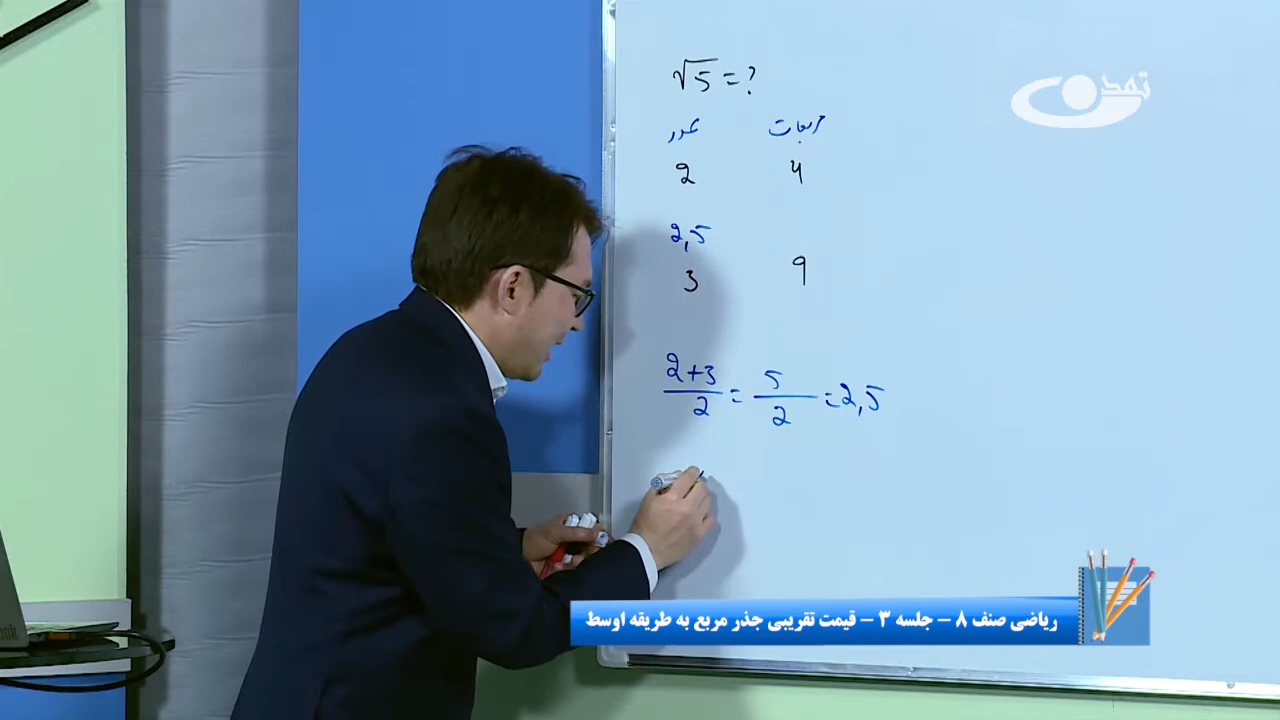 √5 = ?
عدد مربعات
2 4
2,5
3 9
2+3/2 = 5/2 = 2,5
تمدن
ریاضی صنف ۸ – جلسه ۳ – قیمت تقریبی جذر مربع به طریقه اوسط